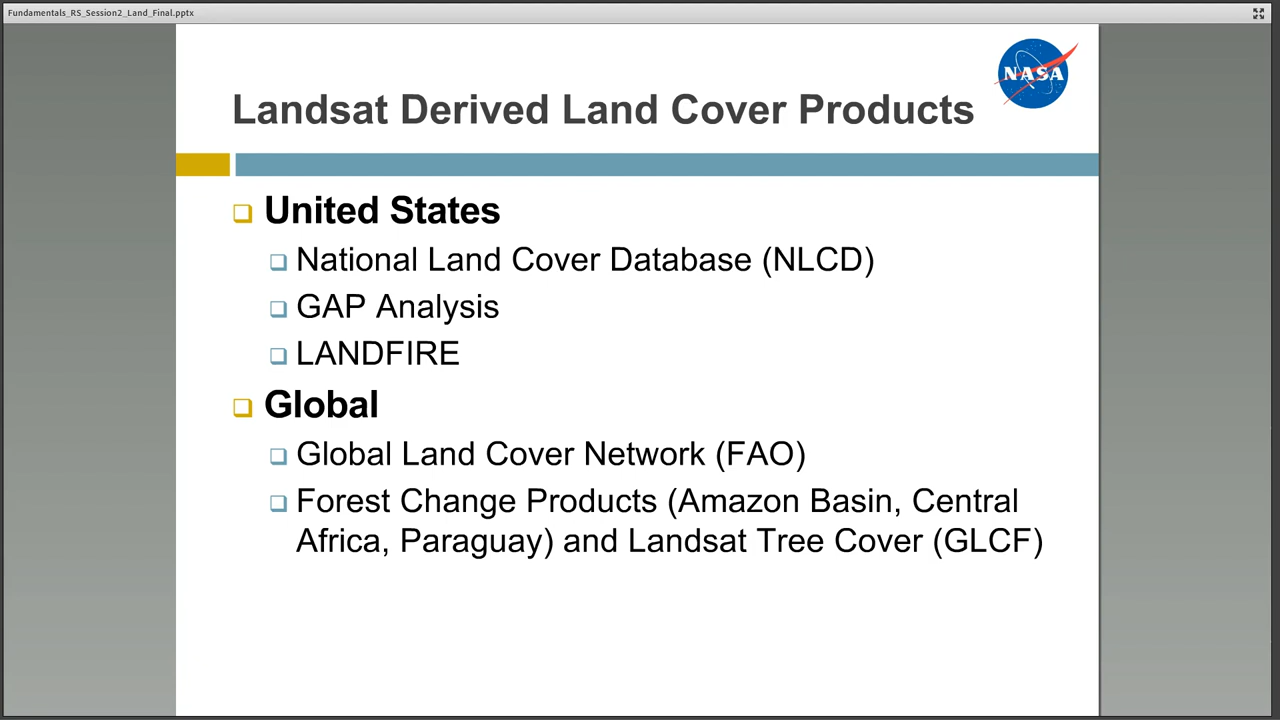 Fundamentals_RS_Session2_Land_Final.pptx
NASA
Landsat Derived Land Cover Products
United States
National Land Cover Database (NLCD)
GAP Analysis
LANDFIRE
Global
Global Land Cover Network (FAO)
Forest Change Products (Amazon Basin, Central
Africa, Paraguay) and Landsat Tree Cover (GLCF)